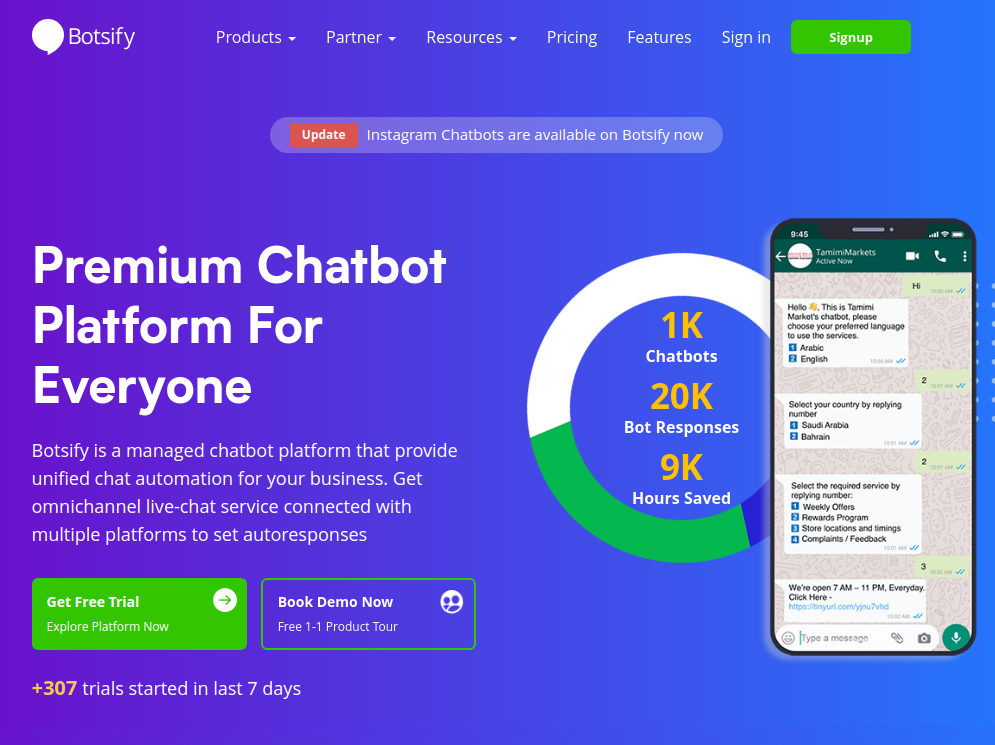 Botsify
Products
Partner
Resources
Pricing
Features
Sign in
Signup
Update
Instagram Chatbots are available on Botsify now
Premium Chatbot
Platform For
Everyone
Botsify is a managed chatbot platform that provide
unified chat automation for your business. Get
omnichannel live-chat service connected with
multiple platforms to set autoresponses
Get Free Trial
Explore Platform Now
Book Demo Now
Free 1-1 Product Tour
+307 trials started in last 7 days
1K
Chatbots
20K
Bot Responses
9K
Hours Saved
9:45
TamimiMarkets
Active Now
Hi
10:00 AM
Hello 👋, This is Tamimi
Market's chatbot, please
choose your preferred language
to use the services.
1 Arabic
2 English
10:00 AM
2
10:01 AM
Select your country by replying
number
1 Saudi Arabia
2 Bahrain
10:01 AM
2
10:01 AM
Select the required service by
replying number:
1 Weekly Offers
2 Rewards Program
3 Store locations and timings
4 Complaints / Feedback
10:01 AM
3
10:02 AM
We're open 7 AM – 11 PM, Everyday.
Click Here -
https://tinyurl.com/yjnu7vhd
10:02 AM
Type a message